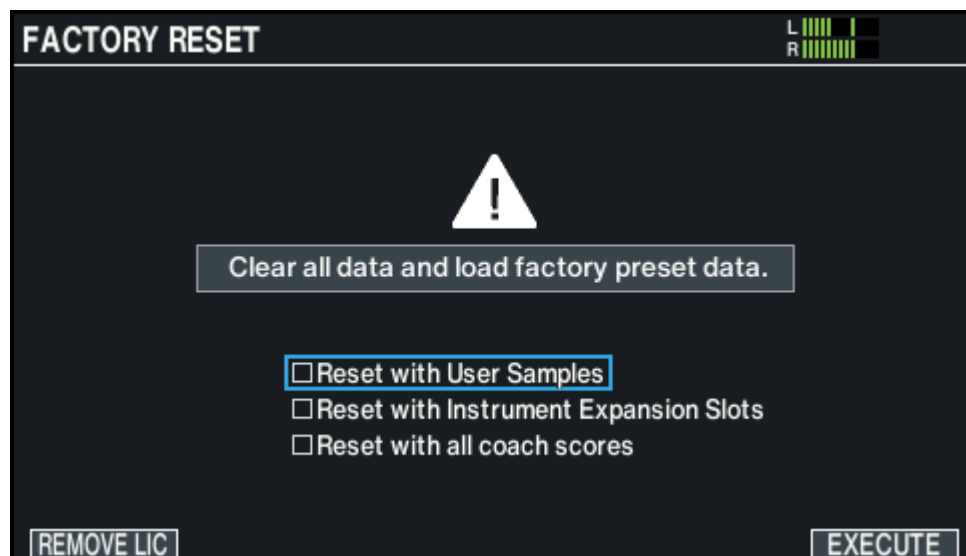 FACTORY RESET
L
R
!
Clear all data and load factory preset data.
Reset with User Samples
Reset with Instrument Expansion Slots
Reset with all coach scores
REMOVE LIC
EXECUTE